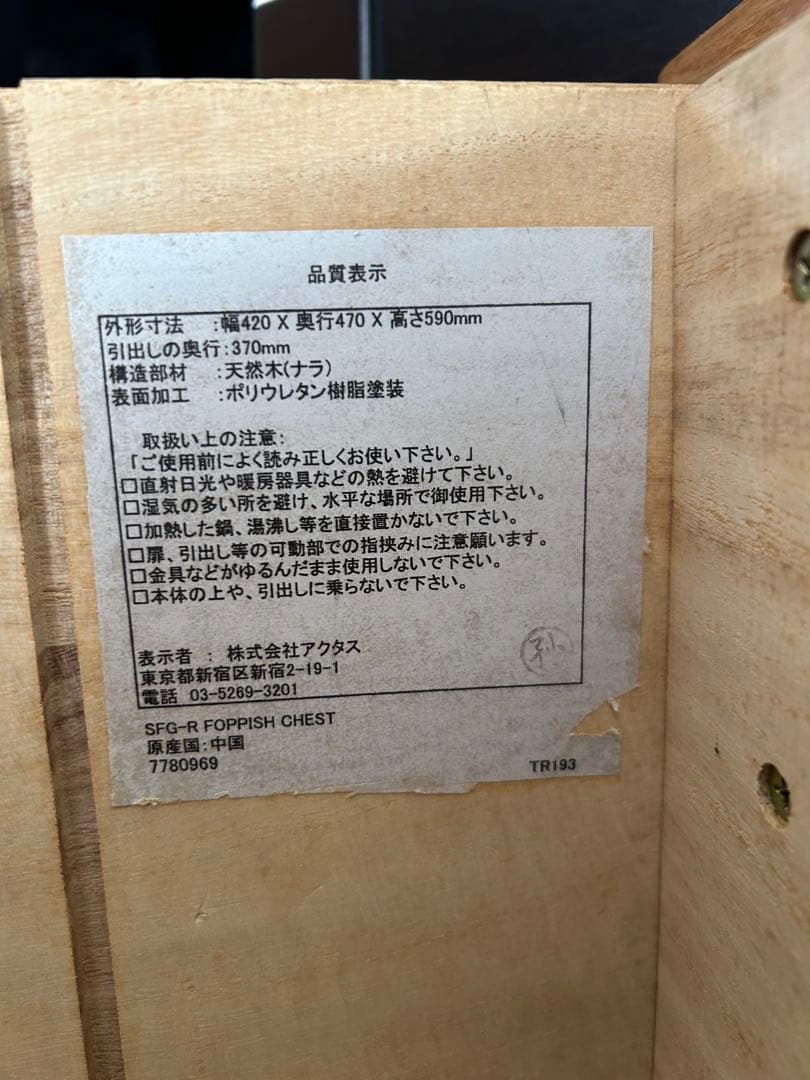 品質表示
外形寸法　:幅420 X 奥行470 X 高さ590mm
引出しの奥行:370mm
構造部材　:天然木(ナラ)
表面加工　:ポリウレタン樹脂塗装
取扱い上の注意:
「ご使用前によく読み正しくお使い下さい。」
□直射日光や暖房器具などの熱を避けて下さい。
□湿気の多い所を避け、水平な場所で御使用下さい。
□加熱した鍋、湯沸し等を直接置かないで下さい。
□扉、引出し等の可動部での指挟みに注意願います。
□金具などがゆるんだまま使用しないで下さい。
□本体の上や、引出しに乗らないで下さい。
表示者 : 株式会社アクタス
東京都新宿区新宿2-19-1
電話 03-5269-3201
SFG-R FOPPISH CHEST
原産国:中国
7780969
TR193